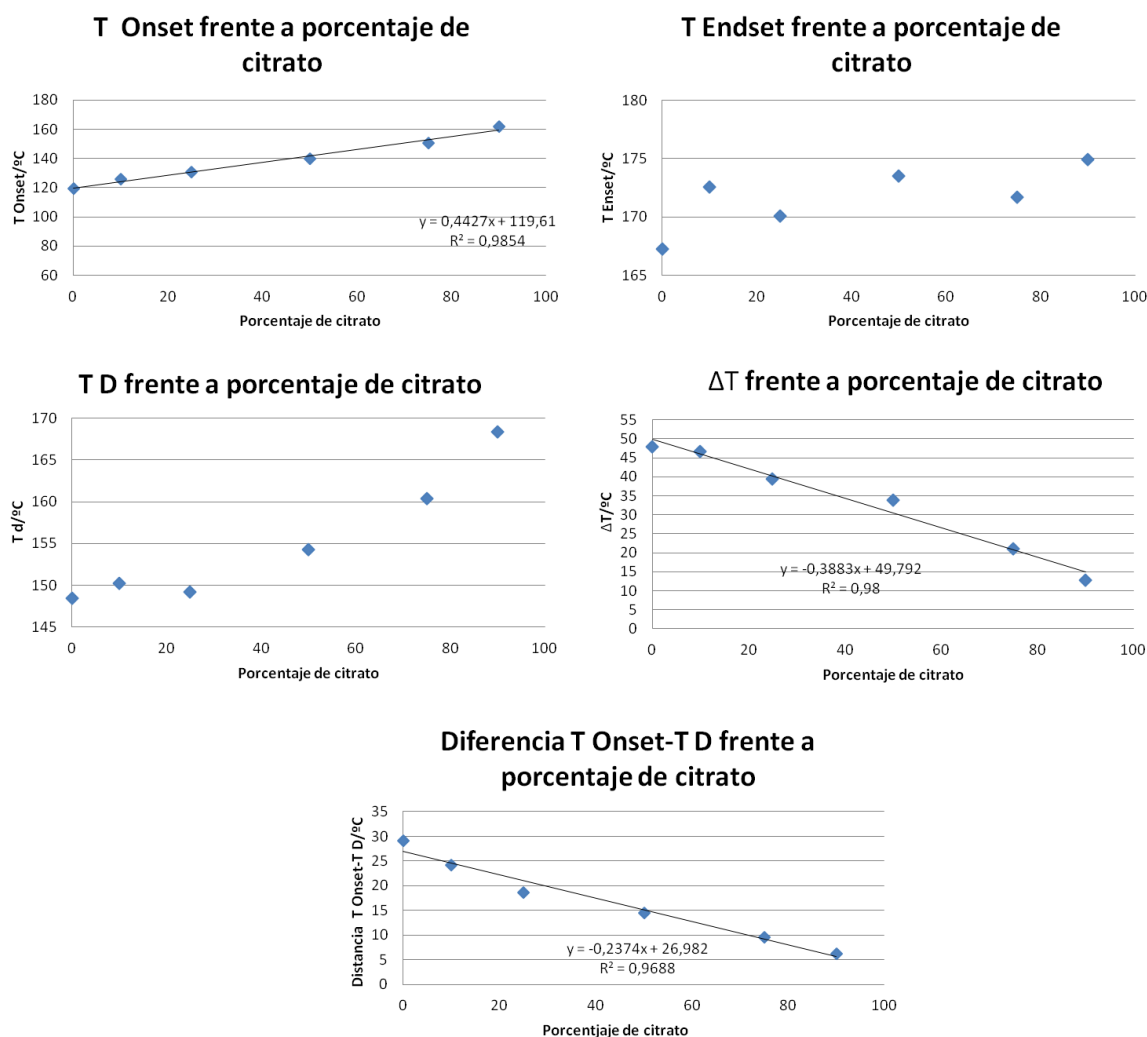 T Onset frente a porcentaje de
citrato
T Onset/ºC
180
160
140
120
100
80
60
y = 0,4427x + 119,61
R² = 0,9854
0 20 40 60 80 100
Porcentaje de citrato
T Endset frente a porcentaje de
citrato
T Enset/ºC
180
175
170
165
0 20 40 60 80 100
Porcentaje de citrato
T D frente a porcentaje de citrato
T d/ºC
170
165
160
155
150
145
0 20 40 60 80 100
Porcentaje de citrato
ΔT frente a porcentaje de citrato
ΔT/ºC
55
50
45
40
35
30
25
20
15
10
5
0
y = -0,3883x + 49,792
R² = 0,98
0 20 40 60 80 100
Porcentaje de citrato
Diferencia T Onset-T D frente a
porcentaje de citrato
Distancia T Onset-T D/ºC
35
30
25
20
15
10
5
0
y = -0,2374x + 26,982
R² = 0,9688
0 20 40 60 80 100
Porcentjaje de citrato